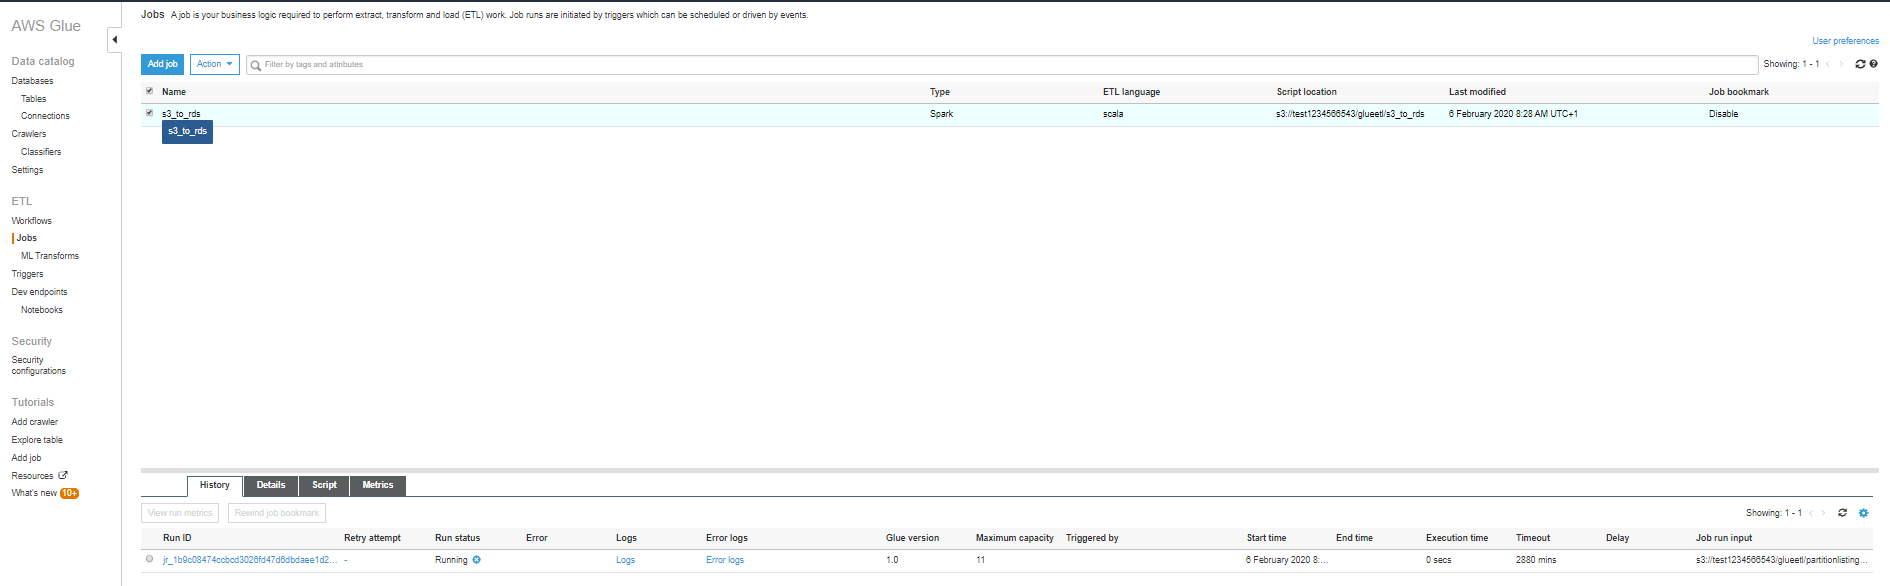 AWS Glue
Data catalog
Databases
Tables
Connections
Crawlers
Classifiers
Settings
ETL
Workflows
Jobs
ML Transforms
Triggers
Dev endpoints
Notebooks
Security
Security
configurations
Tutorials
Add crawler
Explore table
Add job
Resources
What's new 10+
Jobs A job is your business logic required to perform extract, transform and load (ETL) work. Job runs are initiated by triggers which can be scheduled or driven by events.
User preferences
Add job Action Filter by tags and attributes Showing: 1 - 1
Name Type ETL language Script location Last modified Job bookmark
s3_to_rds Spark scala s3://test1234566543/glueetl/s3_to_rds 6 February 2020 8:28 AM UTC+1 Disable
s3_to_rds
History Details Script Metrics
View run metrics Rewind job bookmark Showing: 1 - 1
Run ID Retry attempt Run status Error Logs Error logs Glue version Maximum capacity Triggered by Start time End time Execution time Timeout Delay Job run input
jr_1b9c08474ccbcd3026fd47d6dbdaee1d2... - Running Logs Error logs 1.0 11 6 February 2020 8:... 0 secs 2880 mins s3://test1234566543/glueetl/partitionlisting...